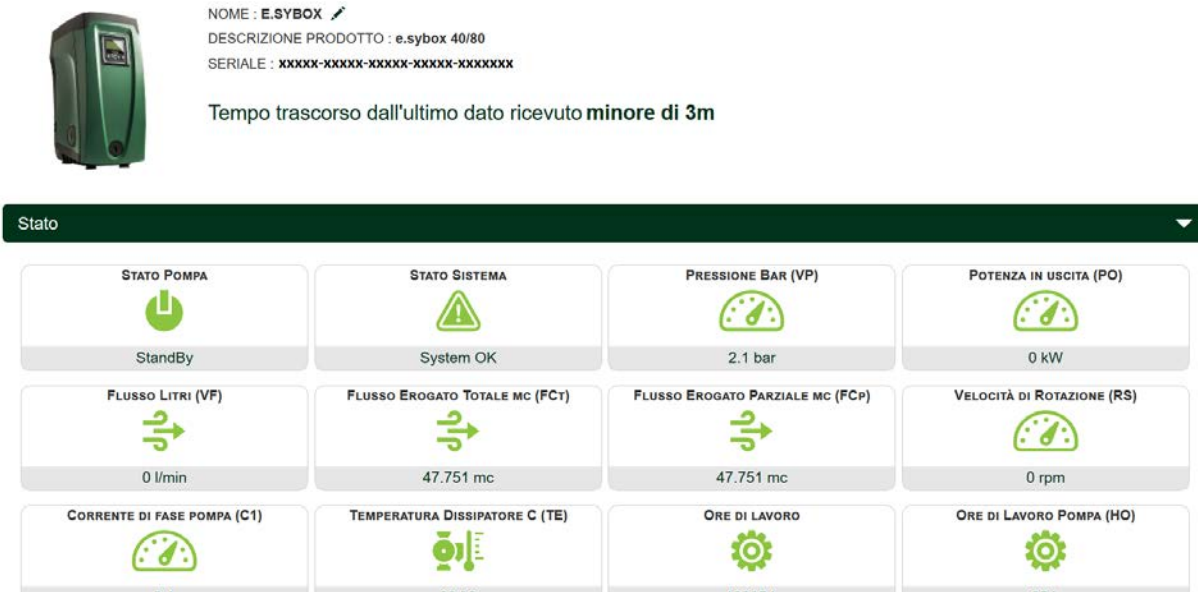 NOME : E.SYBOX
DESCRIZIONE PRODOTTO : e.sybox 40/80
SERIALE : xxxxx-xxxxx-xxxxx-xxxxx-xxxxxxx
Tempo trascorso dall'ultimo dato ricevuto minore di 3m
Stato
STATO POMPA
StandBy
STATO SISTEMA
System OK
PRESSIONE BAR (VP)
2.1 bar
POTENZA IN USCITA (PO)
0 kW
FLUSSO LITRI (VF)
0 l/min
FLUSSO EROGATO TOTALE MC (FCT)
47.751 mc
FLUSSO EROGATO PARZIALE MC (FCP)
47.751 mc
VELOCITÀ DI ROTAZIONE (RS)
0 rpm
CORRENTE DI FASE POMPA (C1)
TEMPERATURA DISSIPATORE C (TE)
ORE DI LAVORO
ORE DI LAVORO POMPA (HO)